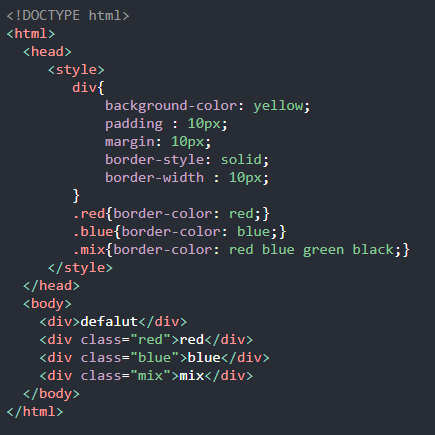 <!DOCTYPE html>
<html>
  <head>
     <style>
        div{
            background-color: yellow;
            padding : 10px;
            margin: 10px;
            border-style: solid;
            border-width : 10px;
        }
        .red{border-color: red;}
        .blue{border-color: blue;}
        .mix{border-color: red blue green black;}
     </style>
  </head>
  <body>
    <div>defalut</div>
    <div class="red">red</div>
    <div class="blue">blue</div>
    <div class="mix">mix</div>
  </body>
</html>